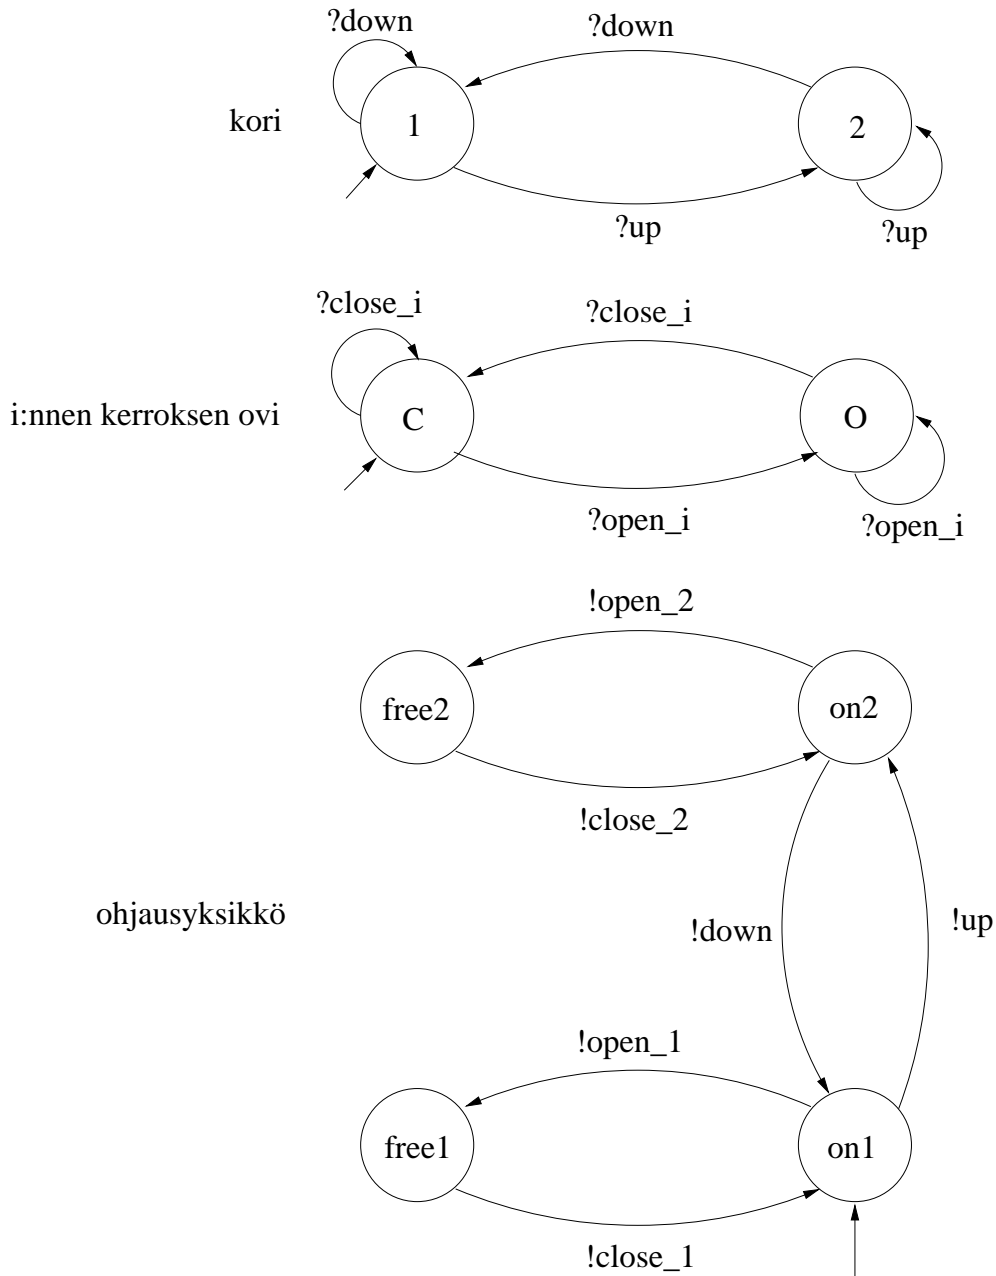 ?down
?down
kori
1
2
?up
?up
?close_i
?close_i
i:nnen kerroksen ovi
C
O
?open_i
?open_i
!open_2
free2
on2
!close_2
ohjausyksikkö
!down
!up
!open_1
free1
on1
!close_1